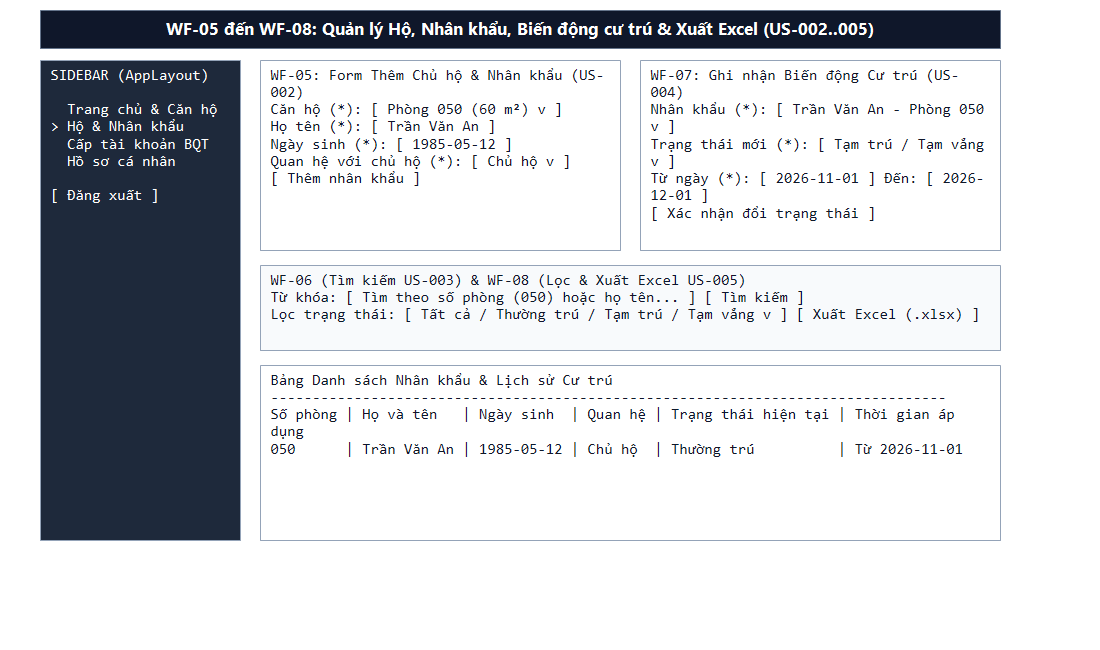 WF-05 đến WF-08: Quản lý Hộ, Nhân khẩu, Biến động cư trú & Xuất Excel (US-002..005)
SIDEBAR (AppLayout)
Trang chủ & Căn hộ
> Hộ & Nhân khẩu
Cấp tài khoản BQT
Hồ sơ cá nhân
[ Đăng xuất ]
WF-05: Form Thêm Chủ hộ & Nhân khẩu (US-
002)
Căn hộ (*): [ Phòng 050 (60 m²) v ]
Họ tên (*): [ Trần Văn An ]
Ngày sinh (*): [ 1985-05-12 ]
Quan hệ với chủ hộ (*): [ Chủ hộ v ]
[ Thêm nhân khẩu ]
WF-07: Ghi nhận Biến động Cư trú (US-
004)
Nhân khẩu (*): [ Trần Văn An - Phòng 050
v ]
Trạng thái mới (*): [ Tạm trú / Tạm vắng
v ]
Từ ngày (*): [ 2026-11-01 ] Đến: [ 2026-
12-01 ]
[ Xác nhận đổi trạng thái ]
WF-06 (Tìm kiếm US-003) & WF-08 (Lọc & Xuất Excel US-005)
Từ khóa: [ Tìm theo số phòng (050) hoặc họ tên... ] [ Tìm kiếm ]
Lọc trạng thái: [ Tất cả / Thường trú / Tạm trú / Tạm vắng v ] [ Xuất Excel (.xlsx) ]
Bảng Danh sách Nhân khẩu & Lịch sử Cư trú
---------------------------------------------------------------------------------
Số phòng | Họ và tên   | Ngày sinh  | Quan hệ | Trạng thái hiện tại | Thời gian áp
dụng
050      | Trần Văn An | 1985-05-12 | Chủ hộ  | Thường trú          | Từ 2026-11-01